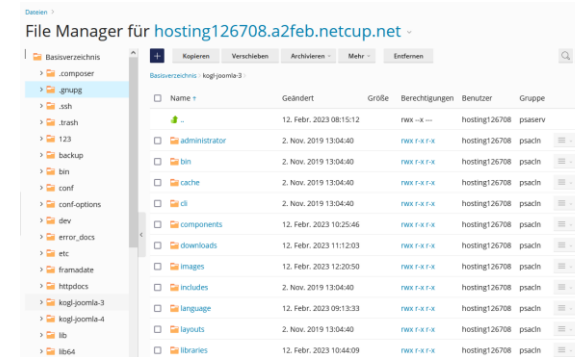 Dateien >
File Manager für hosting126708.a2feb.netcup.net
Basisverzeichnis
.composer
.gnupg
.ssh
.trash
123
backup
bin
conf
conf-options
dev
error_docs
etc
framadate
httpdocs
kogl-joomla-3
kogl-joomla-4
lib
lib64
+ Kopieren Verschieben Archivieren Mehr Entfernen
Basisverzeichnis > kogl-joomla-3 >
Name ↑ Geändert Größe Berechtigungen Benutzer Gruppe
.. 12. Febr. 2023 08:15:12 rwx --x --- hosting126708 psaserv
administrator 2. Nov. 2019 13:04:40 rwx r-x r-x hosting126708 psacln
bin 2. Nov. 2019 13:04:40 rwx r-x r-x hosting126708 psacln
cache 2. Nov. 2019 13:04:40 rwx r-x r-x hosting126708 psacln
cli 2. Nov. 2019 13:04:40 rwx r-x r-x hosting126708 psacln
components 12. Febr. 2023 10:25:46 rwx r-x r-x hosting126708 psacln
downloads 12. Febr. 2023 11:12:03 rwx r-x r-x hosting126708 psacln
images 12. Febr. 2023 12:20:50 rwx r-x r-x hosting126708 psacln
includes 2. Nov. 2019 13:04:40 rwx r-x r-x hosting126708 psacln
language 12. Febr. 2023 09:13:33 rwx r-x r-x hosting126708 psacln
layouts 2. Nov. 2019 13:04:40 rwx r-x r-x hosting126708 psacln
libraries 12. Febr. 2023 10:44:09 rwx r-x r-x hosting126708 psacln